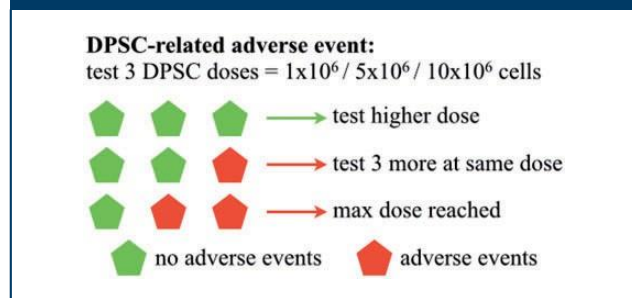 DPSC-related adverse event:
test 3 DPSC doses = 1x10⁶ / 5x10⁶ / 10x10⁶ cells
test higher dose
test 3 more at same dose
max dose reached
no adverse events adverse events